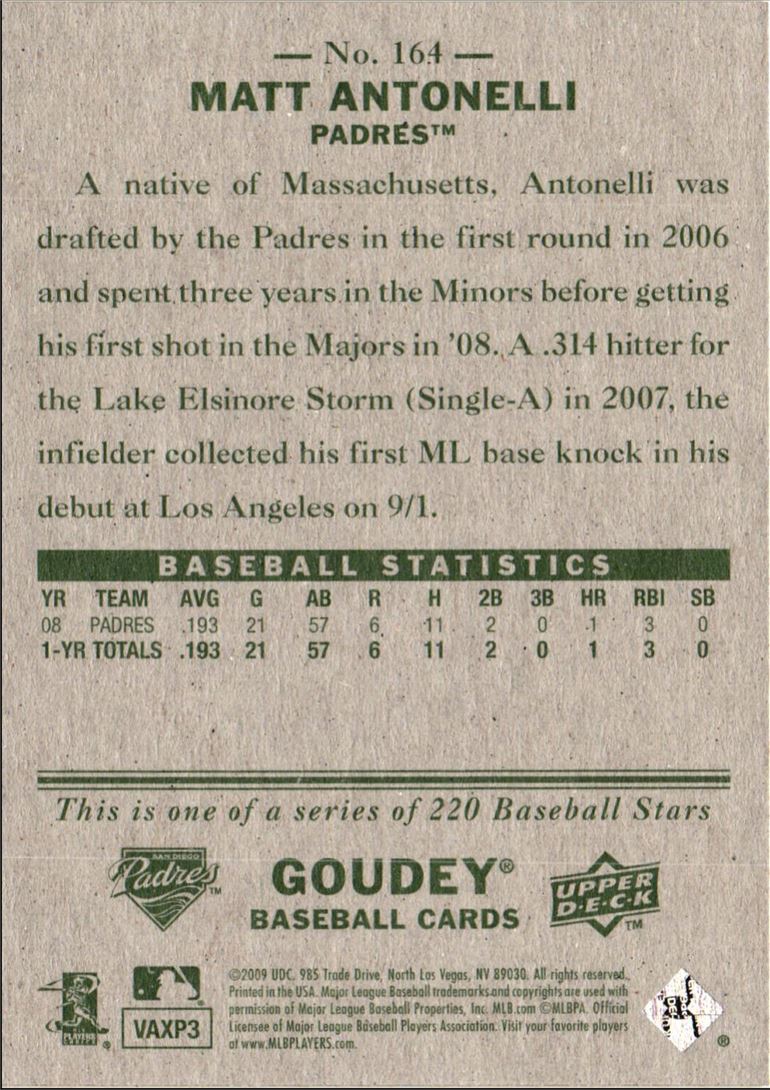 — No. 164 —
MATT ANTONELLI
PADRES™
A native of Massachusetts, Antonelli was
drafted by the Padres in the first round in 2006
and spent three years in the Minors before getting
his first shot in the Majors in '08. A .314 hitter for
the Lake Elsinore Storm (Single-A) in 2007, the
infielder collected his first ML base knock in his
debut at Los Angeles on 9/1.
BASEBALL STATISTICS
YR TEAM AVG G AB R H 2B 3B HR RBI SB
08 PADRES .193 21 57 6 11 2 0 1 3 0
1-YR TOTALS .193 21 57 6 11 2 0 1 3 0
This is one of a series of 220 Baseball Stars
SAN DIEGO
Padres™
GOUDEY®
BASEBALL CARDS
UPPER
DECK™
VAXP3
©2009 UDC. 985 Trade Drive, North Las Vegas, NV 89030. All rights reserved.
Printed in the USA. Major League Baseball trademarks and copyrights are used with
permission of Major League Baseball Properties, Inc. MLB.com ©MLBPA. Official
Licensee of Major League Baseball Players Association. Visit your favorite players
at www.MLBPLAYERS.com.